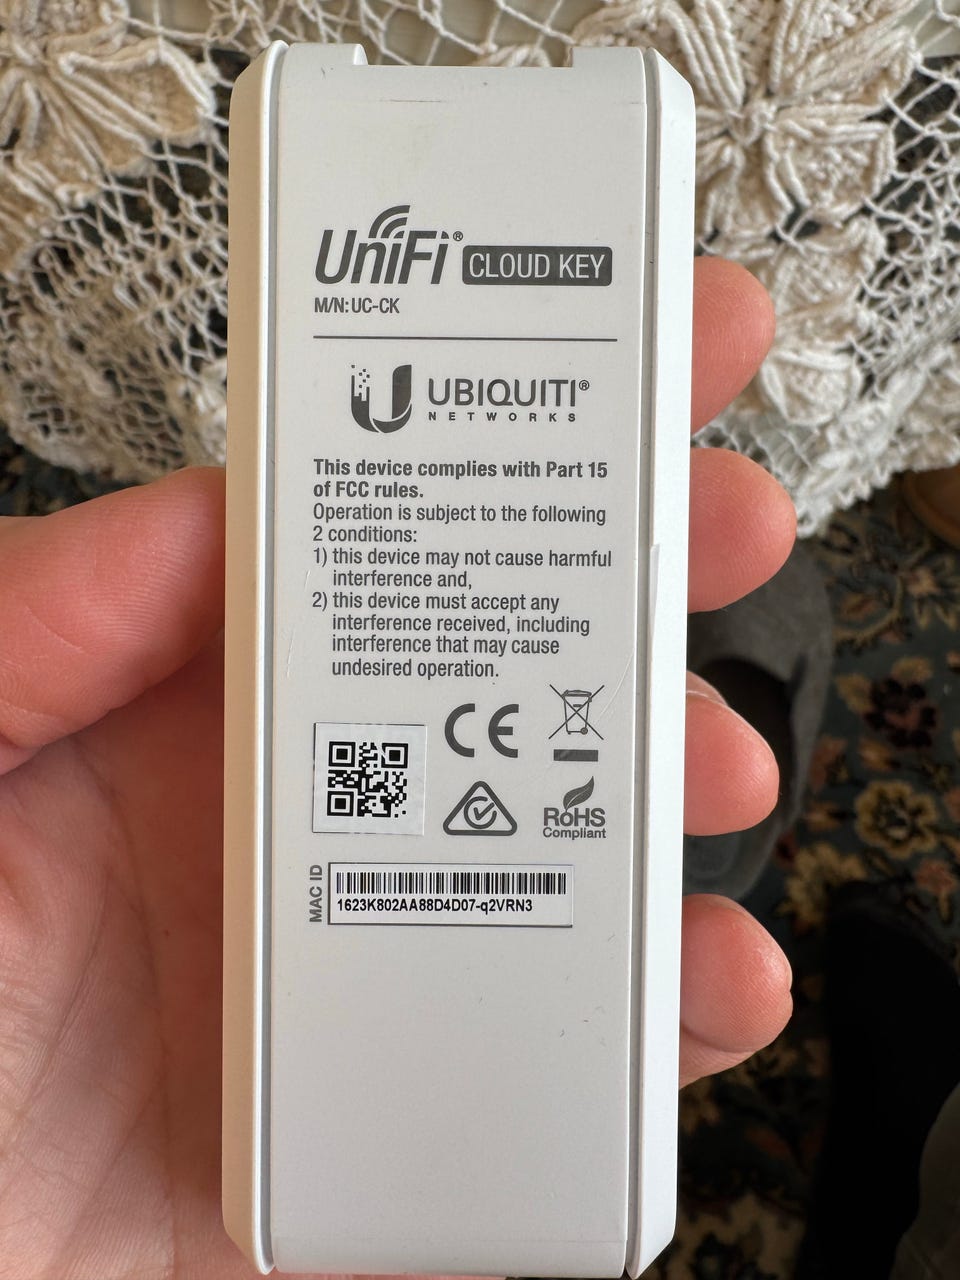 UniFi® CLOUD KEY
M/N: UC-CK
UBIQUITI®
NETWORKS
This device complies with Part 15
of FCC rules.
Operation is subject to the following
2 conditions:
1) this device may not cause harmful
interference and,
2) this device must accept any
interference received, including
interference that may cause
undesired operation.
CE
RoHS
Compliant
MAC ID
1623K802AA88D4D07-q2VRN3